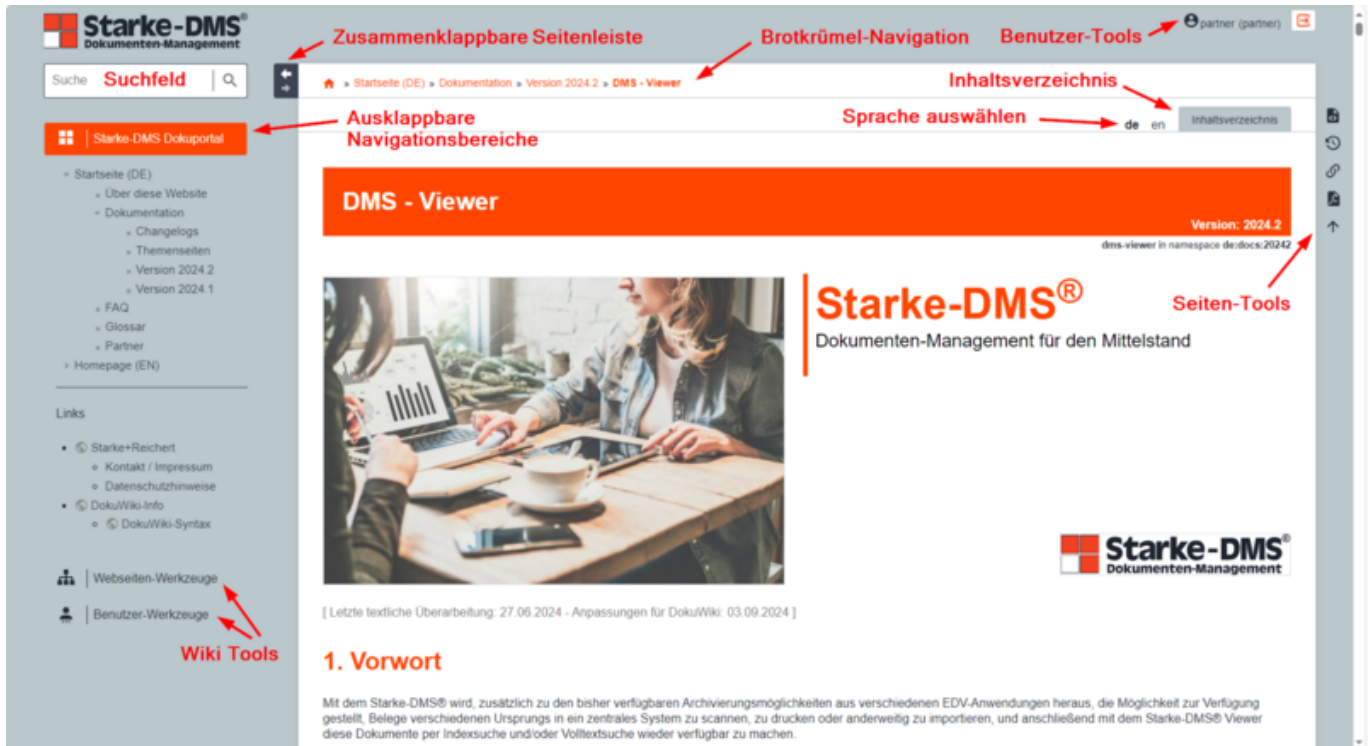 Starke-DMS®
Dokumenten-Management
Zusammenklappbare Seitenleiste
Brotkrümel-Navigation
Benutzer-Tools
partner (partner)
Suche Suchfeld
» Startseite (DE) » Dokumentation » Version 2024.2 » DMS - Viewer
Inhaltsverzeichnis
Sprache auswählen
de en
Inhaltsverzeichnis
Starke-DMS Dokuportal
Ausklappbare
Navigationsbereiche
Startseite (DE)
Über diese Website
Dokumentation
Changelogs
Themenseiten
Version 2024.2
Version 2024.1
FAQ
Glossar
Partner
Homepage (EN)
Links
Starke+Reichert
Kontakt / Impressum
Datenschutzhinweise
DokuWiki-Info
DokuWiki-Syntax
Webseiten-Werkzeuge
Benutzer-Werkzeuge
Wiki Tools
DMS - Viewer
Version: 2024.2
dms-viewer in namespace de:docs:20242
Seiten-Tools
Starke-DMS®
Dokumenten-Management für den Mittelstand
Starke-DMS®
Dokumenten-Management
[ Letzte textliche Überarbeitung: 27.06.2024 - Anpassungen für DokuWiki: 03.09.2024 ]
1. Vorwort
Mit dem Starke-DMS® wird, zusätzlich zu den bisher verfügbaren Archivierungsmöglichkeiten aus verschiedenen EDV-Anwendungen heraus, die Möglichkeit zur Verfügung
gestellt, Belege verschiedenen Ursprungs in ein zentrales System zu scannen, zu drucken oder anderweitig zu importieren, und anschließend mit dem Starke-DMS® Viewer
diese Dokumente per Indexsuche und/oder Volltextsuche wieder verfügbar zu machen.